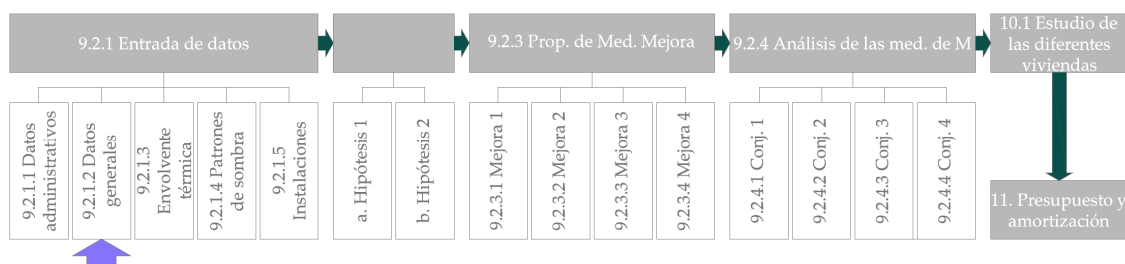 9.2.1 Entrada de datos
9.2.3 Prop. de Med. Mejora
9.2.4 Análisis de las med. de M
10.1 Estudio de
las diferentes
viviendas
9.2.1.1 Datos
administrativos
9.2.1.2 Datos
generales
9.2.1.3
Envolvente
térmica
9.2.1.4 Patrones
de sombra
9.2.1.5
Instalaciones
a. Hipótesis 1
b. Hipótesis 2
9.2.3.1 Mejora 1
9.2.3.2 Mejora 2
9.2.3.3 Mejora 3
9.2.3.4 Mejora 4
9.2.4.1 Conj. 1
9.2.4.2 Conj. 2
9.2.4.3 Conj. 3
9.2.4.4 Conj. 4
11. Presupuesto y
amortización